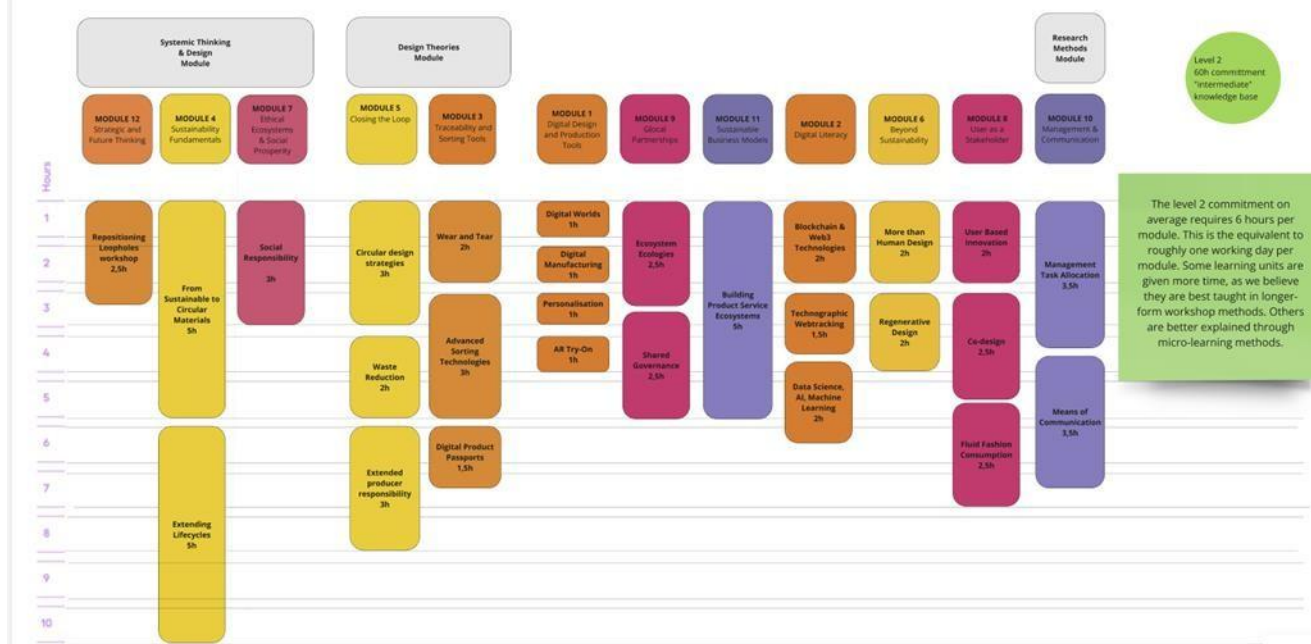 Systemic Thinking
& Design
Module
Design Theories
Module
Research
Methods
Module
Level 2
60h commitment
"intermediate"
knowledge base
MODULE 12
Strategic and
Future Thinking
MODULE 4
Sustainability
Fundamentals
MODULE 7
Ethical
Ecosystems
& Social
Prosperity
MODULE 5
Closing the Loop
MODULE 3
Traceability and
Sorting Tools
MODULE 1
Digital Design
and Production
Tools
MODULE 9
Glocal
Partnerships
MODULE 11
Sustainable
Business Models
MODULE 2
Digital Literacy
MODULE 6
Beyond
Sustainability
MODULE 8
User as a
Stakeholder
MODULE 10
Management &
Communication
Hours
1
2
3
4
5
6
7
8
9
10
Repositioning
Loopholes
workshop
2,5h
From
Sustainable to
Circular
Materials
5h
Extending
Lifecycles
5h
Social
Responsibility
3h
Circular design
strategies
3h
Waste
Reduction
2h
Extended
producer
responsibility
3h
Wear and Tear
2h
Advanced
Sorting
Technologies
3h
Digital Product
Passports
1,5h
Digital Worlds
1h
Digital
Manufacturing
1h
Personalisation
1h
AR Try-On
1h
Ecosystem
Ecologies
2,5h
Shared
Governance
2,5h
Building
Product Service
Ecosystems
5h
Blockchain &
Web3
Technologies
2h
Technographic
Webtracking
1,5h
Data Science,
AI, Machine
Learning
2h
More than
Human Design
2h
Regenerative
Design
2h
User Based
Innovation
2h
Co-design
2,5h
Fluid Fashion
Consumption
2,5h
Management
Task Allocation
3,5h
Means of
Communication
3,5h
The level 2 commitment on
average requires 6 hours per
module. This is the equivalent to
roughly one working day per
module. Some learning units are
given more time, as we believe
they are best taught in longer-
form workshop methods. Others
are better explained through
micro-learning methods.